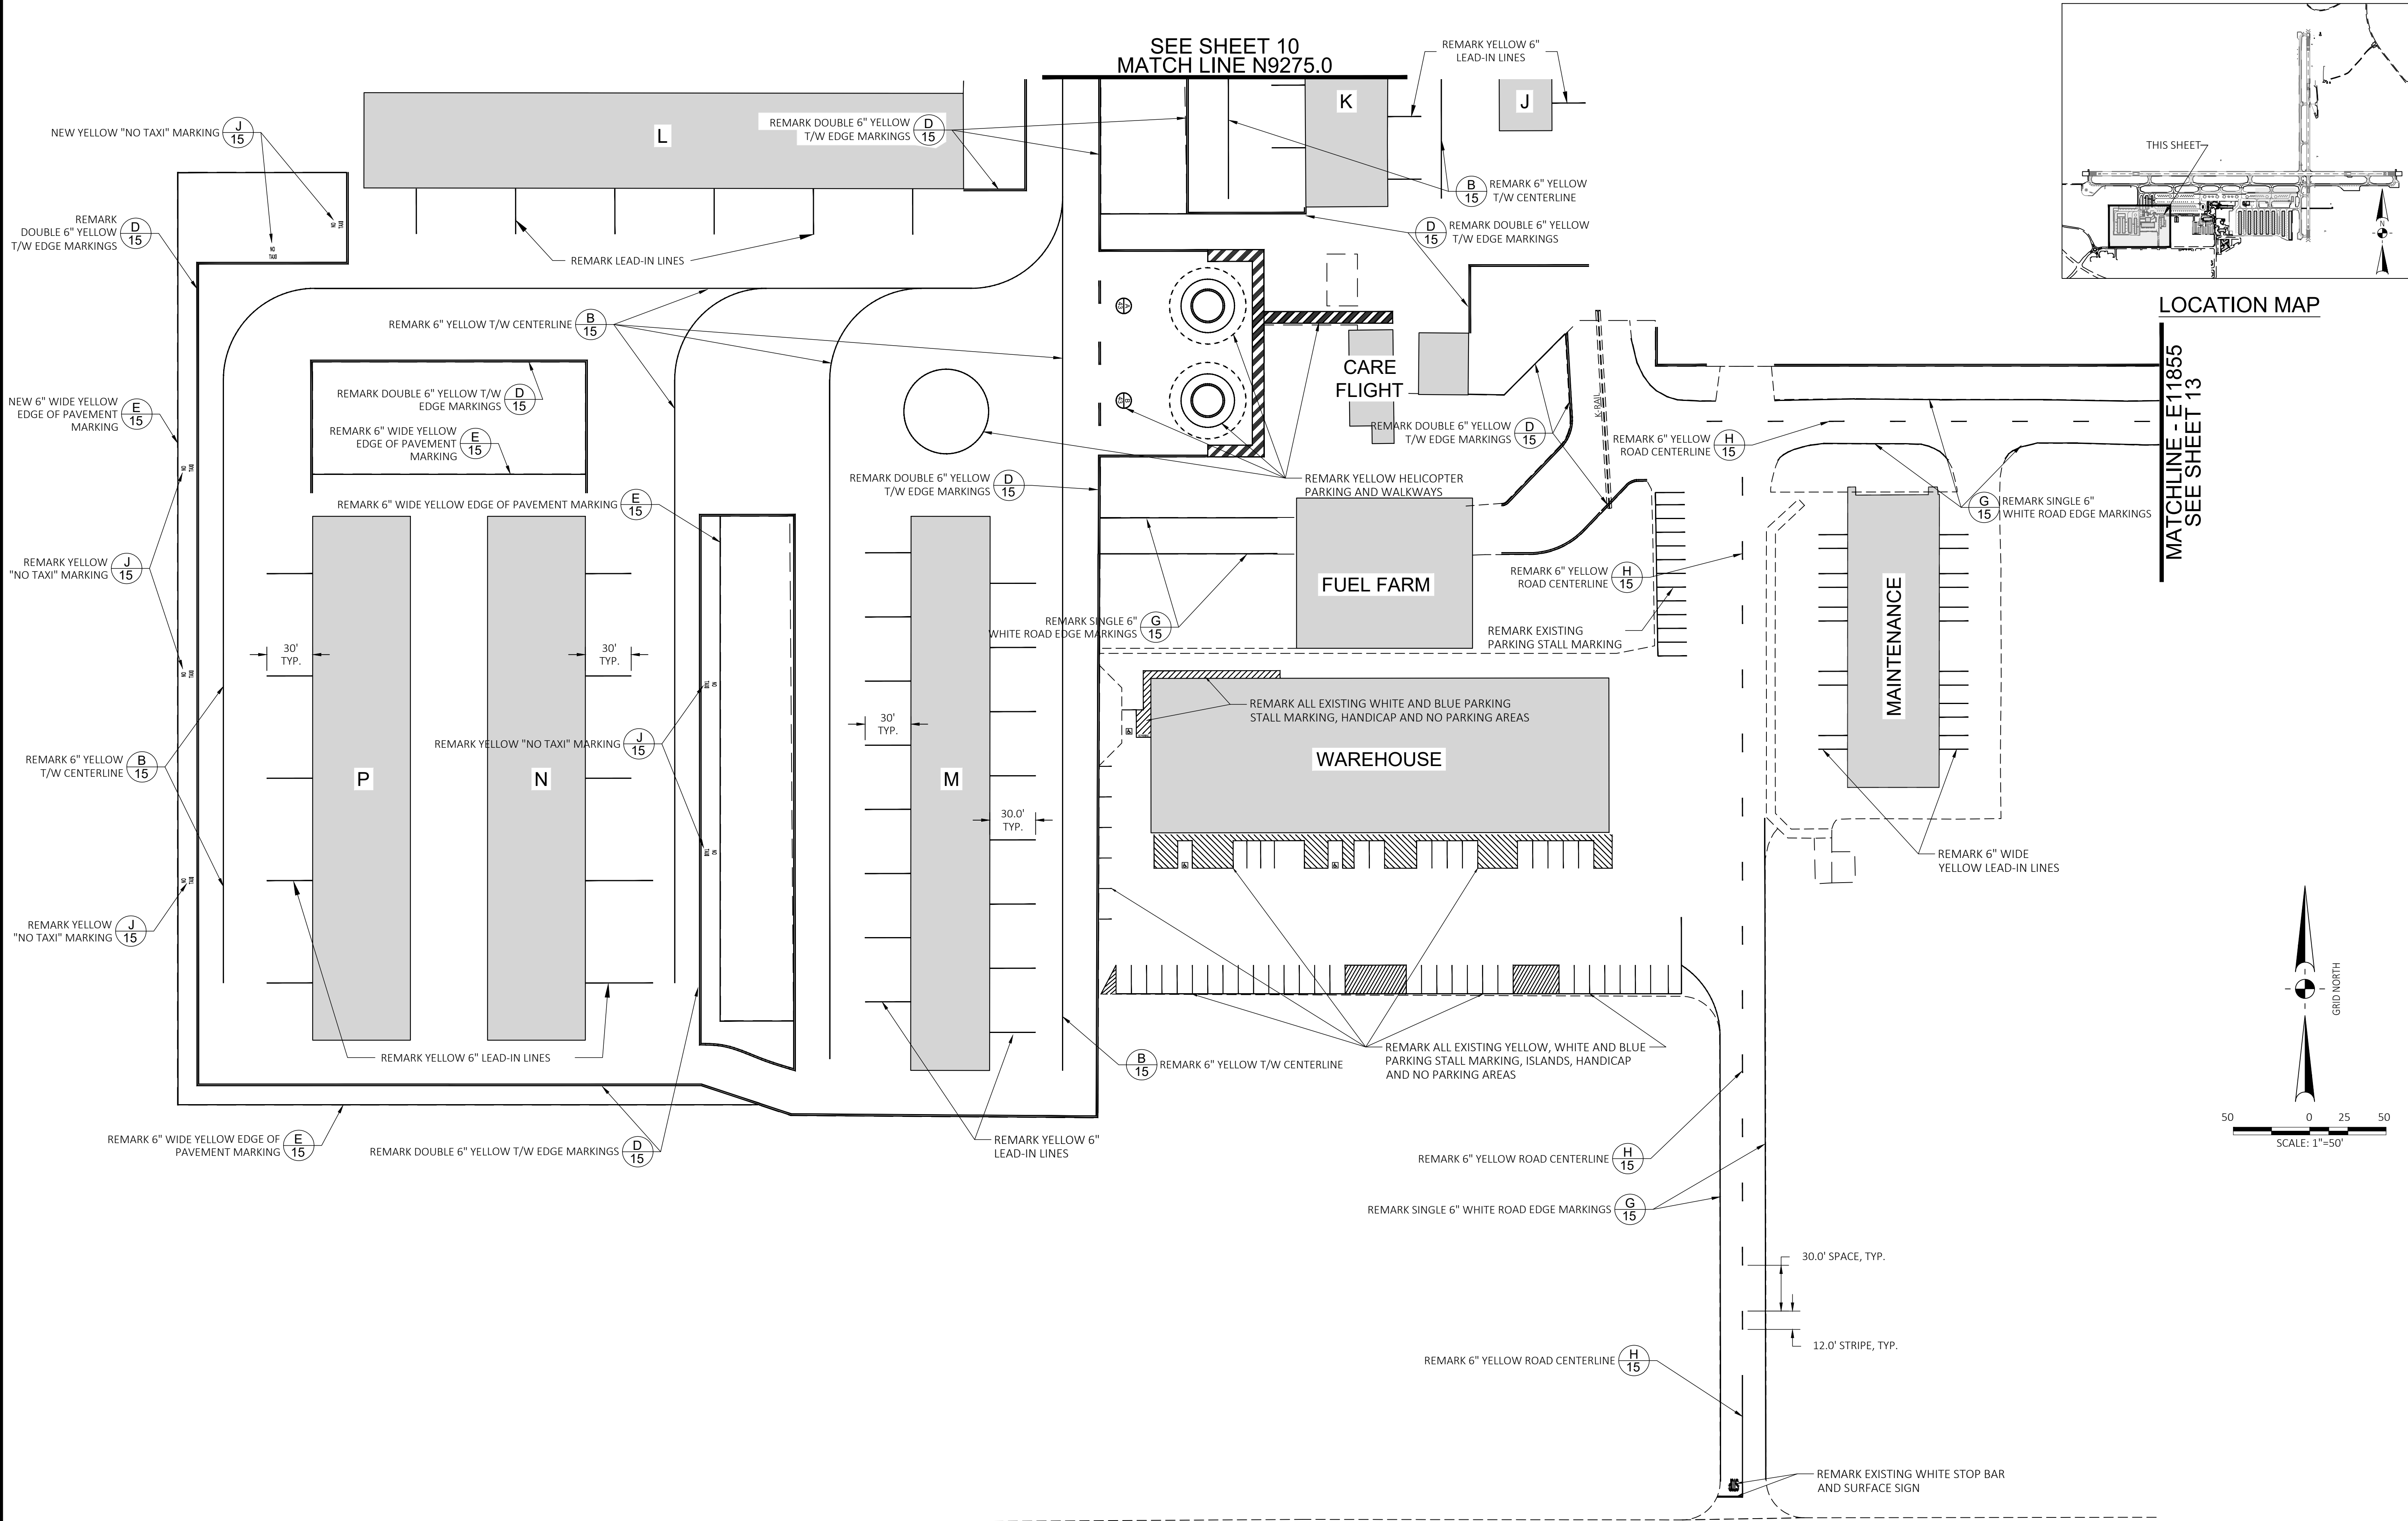 SEE SHEET 10
MATCH LINE N9275.0
REMARK YELLOW 6"
LEAD-IN LINES
K
J
L
REMARK DOUBLE 6" YELLOW
T/W EDGE MARKINGS
D
15
NEW YELLOW "NO TAXI" MARKING
J
15
THIS SHEET
N
LOCATION MAP
B
15
REMARK 6" YELLOW
T/W CENTERLINE
D
15
REMARK DOUBLE 6" YELLOW
T/W EDGE MARKINGS
REMARK
DOUBLE 6" YELLOW
T/W EDGE MARKINGS
D
15
NO
TAXI
NO
TAXI
REMARK LEAD-IN LINES
REMARK 6" YELLOW T/W CENTERLINE
B
15
CARE
FLIGHT
K-RAIL
MATCHLINE - E11855
SEE SHEET 13
NEW 6" WIDE YELLOW
EDGE OF PAVEMENT
MARKING
E
15
REMARK DOUBLE 6" YELLOW T/W
EDGE MARKINGS
D
15
REMARK 6" WIDE YELLOW
EDGE OF PAVEMENT
MARKING
E
15
REMARK DOUBLE 6" YELLOW
T/W EDGE MARKINGS
D
15
REMARK 6" YELLOW
ROAD CENTERLINE
H
15
NO
TAXI
REMARK DOUBLE 6" YELLOW
T/W EDGE MARKINGS
D
15
REMARK YELLOW HELICOPTER
PARKING AND WALKWAYS
REMARK 6" WIDE YELLOW EDGE OF PAVEMENT MARKING
E
15
G
15
REMARK SINGLE 6"
WHITE ROAD EDGE MARKINGS
REMARK YELLOW
"NO TAXI" MARKING
J
15
FUEL FARM
REMARK 6" YELLOW
ROAD CENTERLINE
H
15
MAINTENANCE
REMARK SINGLE 6"
WHITE ROAD EDGE MARKINGS
G
15
REMARK EXISTING
PARKING STALL MARKING
30'
TYP.
30'
TYP.
NO
TAXI
NO
TAXI
30'
TYP.
REMARK ALL EXISTING WHITE AND BLUE PARKING
STALL MARKING, HANDICAP AND NO PARKING AREAS
REMARK YELLOW "NO TAXI" MARKING
J
15
WAREHOUSE
REMARK 6" YELLOW
T/W CENTERLINE
B
15
P
N
M
30.0'
TYP.
NO
TAXI
NO
TAXI
REMARK 6" WIDE
YELLOW LEAD-IN LINES
REMARK YELLOW
"NO TAXI" MARKING
J
15
GRID NORTH
REMARK YELLOW 6" LEAD-IN LINES
B
15
REMARK 6" YELLOW T/W CENTERLINE
REMARK ALL EXISTING YELLOW, WHITE AND BLUE
PARKING STALL MARKING, ISLANDS, HANDICAP
AND NO PARKING AREAS
50 0 25 50
SCALE: 1"=50'
REMARK 6" WIDE YELLOW EDGE OF
PAVEMENT MARKING
E
15
REMARK DOUBLE 6" YELLOW T/W EDGE MARKINGS
D
15
REMARK YELLOW 6"
LEAD-IN LINES
REMARK 6" YELLOW ROAD CENTERLINE
H
15
REMARK SINGLE 6" WHITE ROAD EDGE MARKINGS
G
15
30.0' SPACE, TYP.
12.0' STRIPE, TYP.
REMARK 6" YELLOW ROAD CENTERLINE
H
15
REMARK EXISTING WHITE STOP BAR
AND SURFACE SIGN